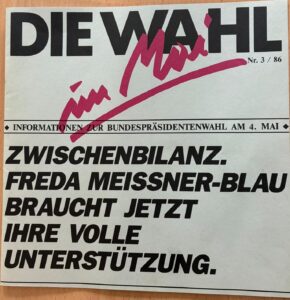 DIE WAHL
im Mai
Nr. 3 / 86
◆ INFORMATIONEN ZUR BUNDESPRÄSIDENTENWAHL AM 4. MAI ◆
ZWISCHENBILANZ.
FREDA MEISSNER-BLAU
BRAUCHT JETZT
IHRE VOLLE
UNTERSTÜTZUNG.